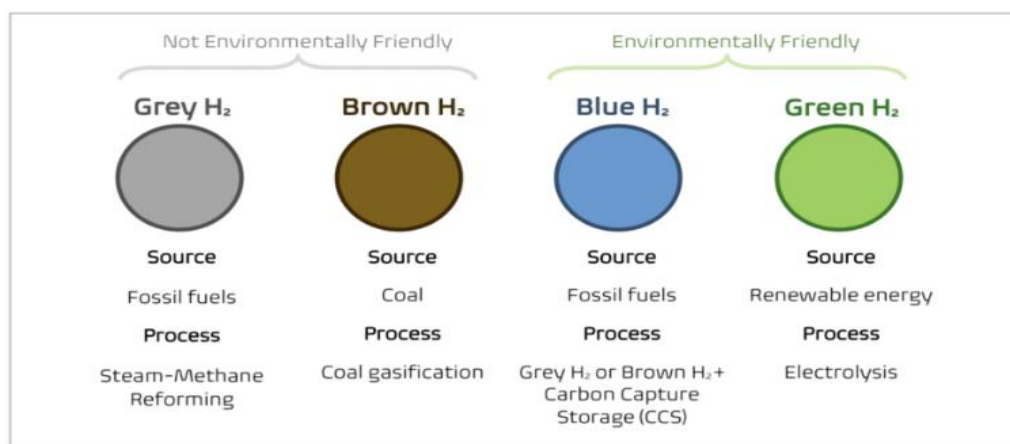 Not Environmentally Friendly
Environmentally Friendly
Grey H₂
Brown H₂
Blue H₂
Green H₂
Source
Source
Source
Source
Fossil fuels
Coal
Fossil fuels
Renewable energy
Process
Process
Process
Process
Steam-Methane
Reforming
Coal gasification
Grey H₂ or Brown H₂ +
Carbon Capture
Storage (CCS)
Electrolysis